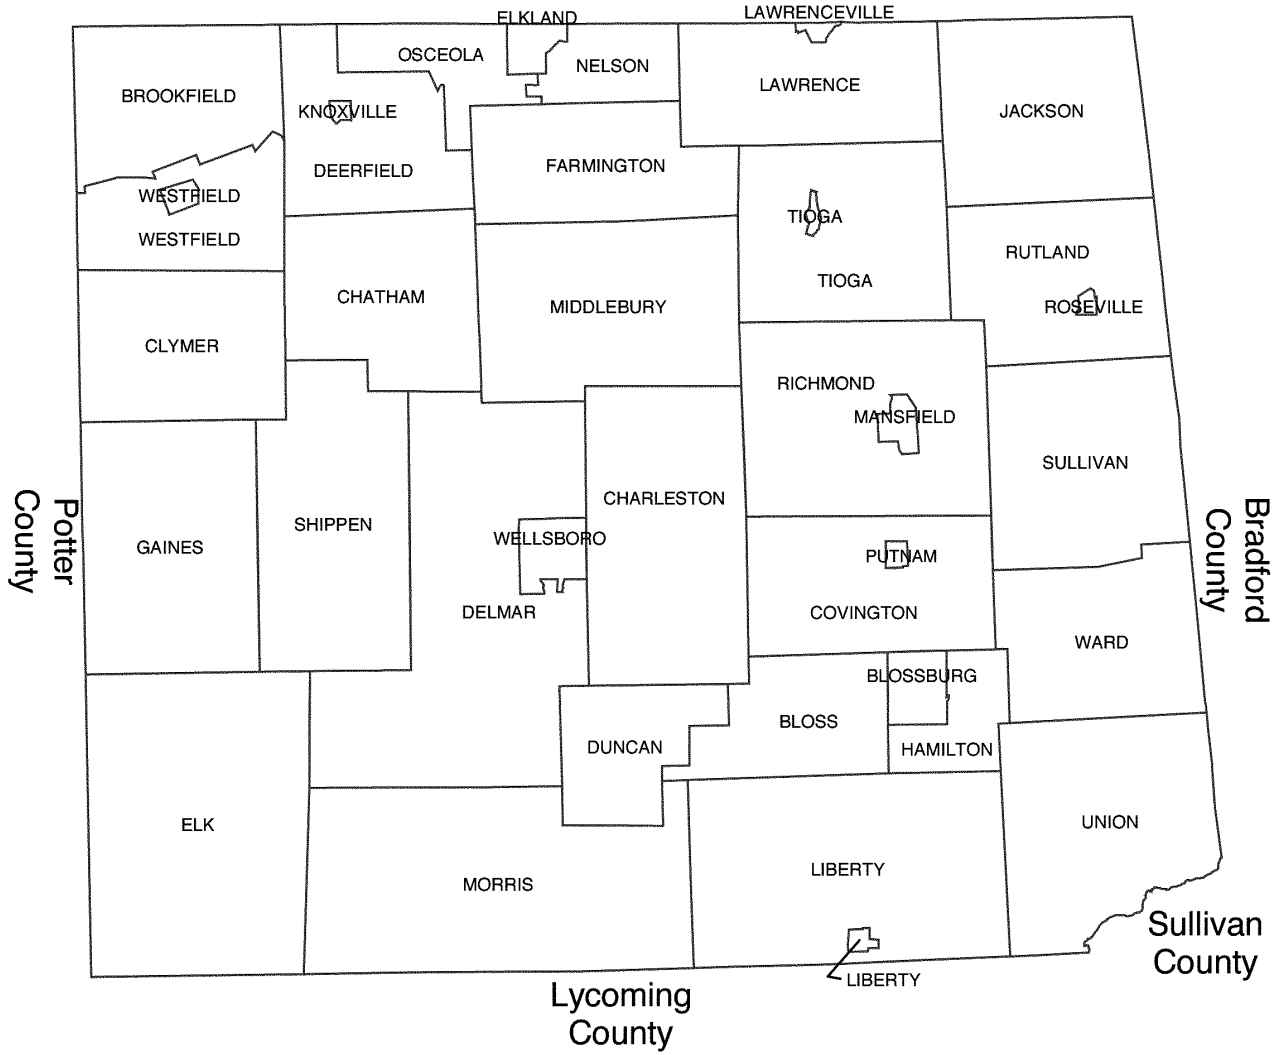 ELKLAND
LAWRENCEVILLE
OSCEOLA
NELSON
LAWRENCE
BROOKFIELD
KNOXVILLE
JACKSON
FARMINGTON
DEERFIELD
WESTFIELD
TIOGA
WESTFIELD
RUTLAND
TIOGA
CHATHAM
MIDDLEBURY
ROSEVILLE
CLYMER
RICHMOND
MANSFIELD
SULLIVAN
CHARLESTON
SHIPPEN
WELLSBORO
GAINES
PUTNAM
Potter
County
Bradford
County
DELMAR
COVINGTON
WARD
BLOSSBURG
BLOSS
DUNCAN
HAMILTON
ELK
UNION
LIBERTY
MORRIS
Sullivan
County
LIBERTY
Lycoming
County